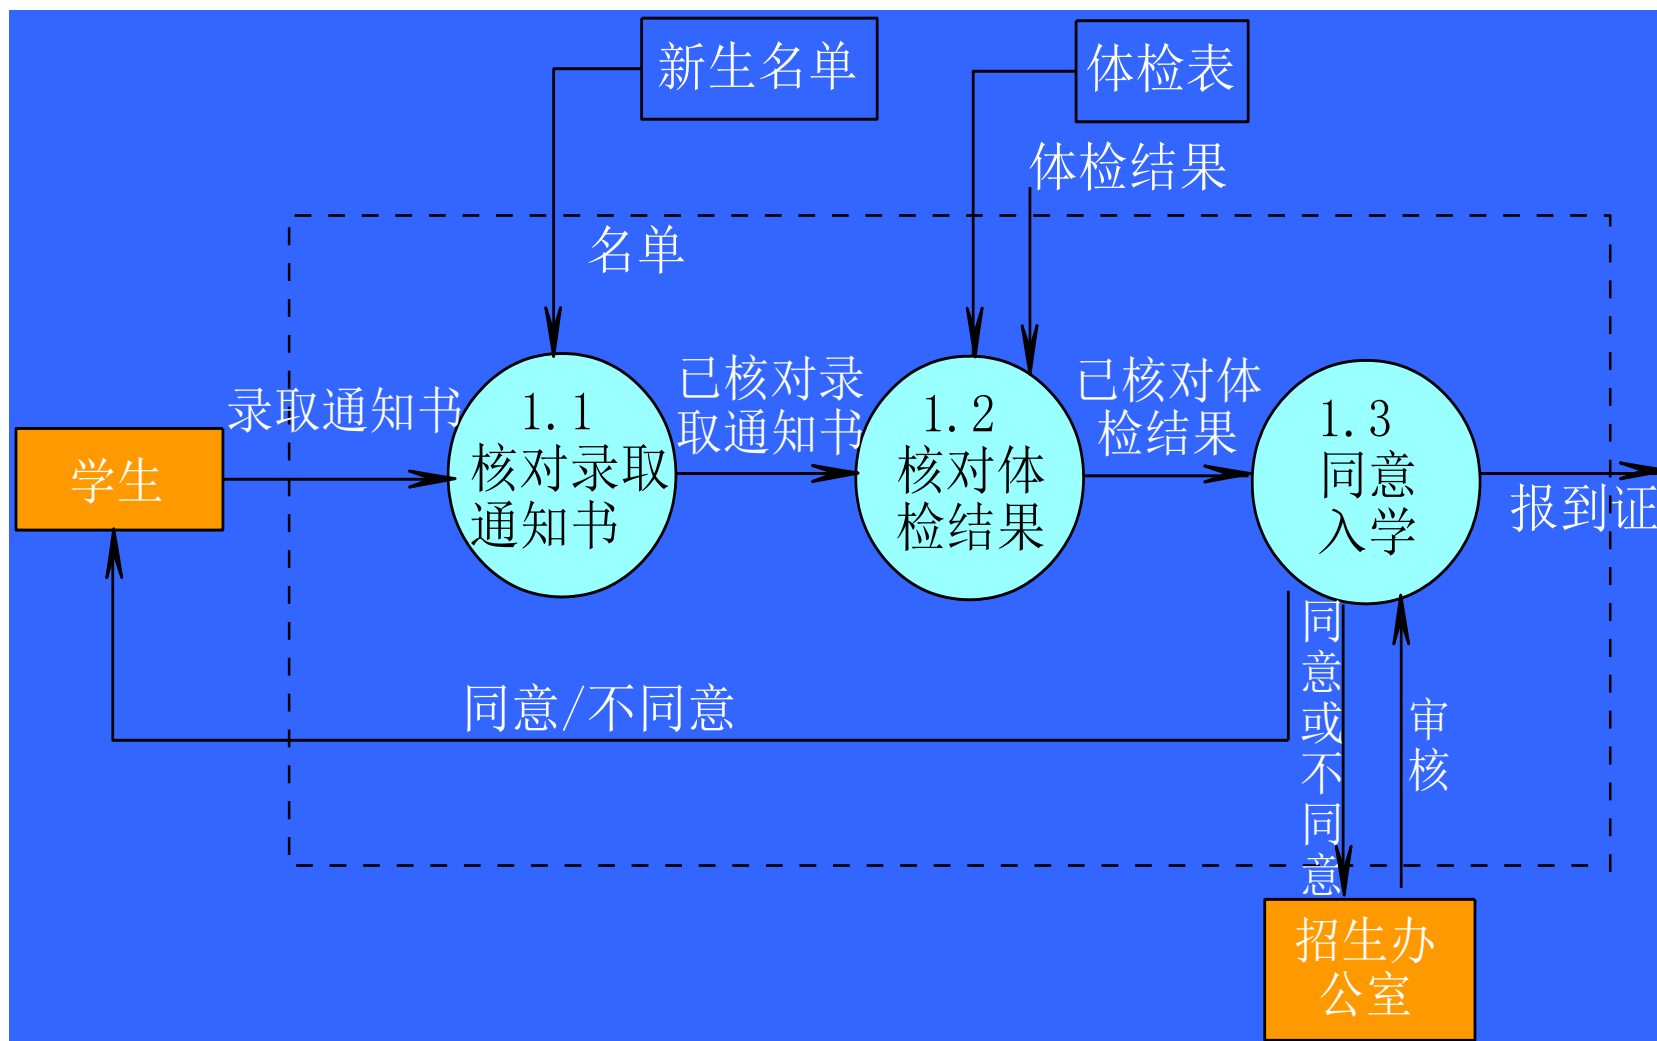 新生名单
体检表
体检结果
名单
录取通知书
已核对录
取通知书
已核对体
检结果
1.1
核对录取
通知书
1.2
核对体
检结果
1.3
同意
入学
学生
报到证
同意/不同意
同意或不同意
审核
招生办
公室